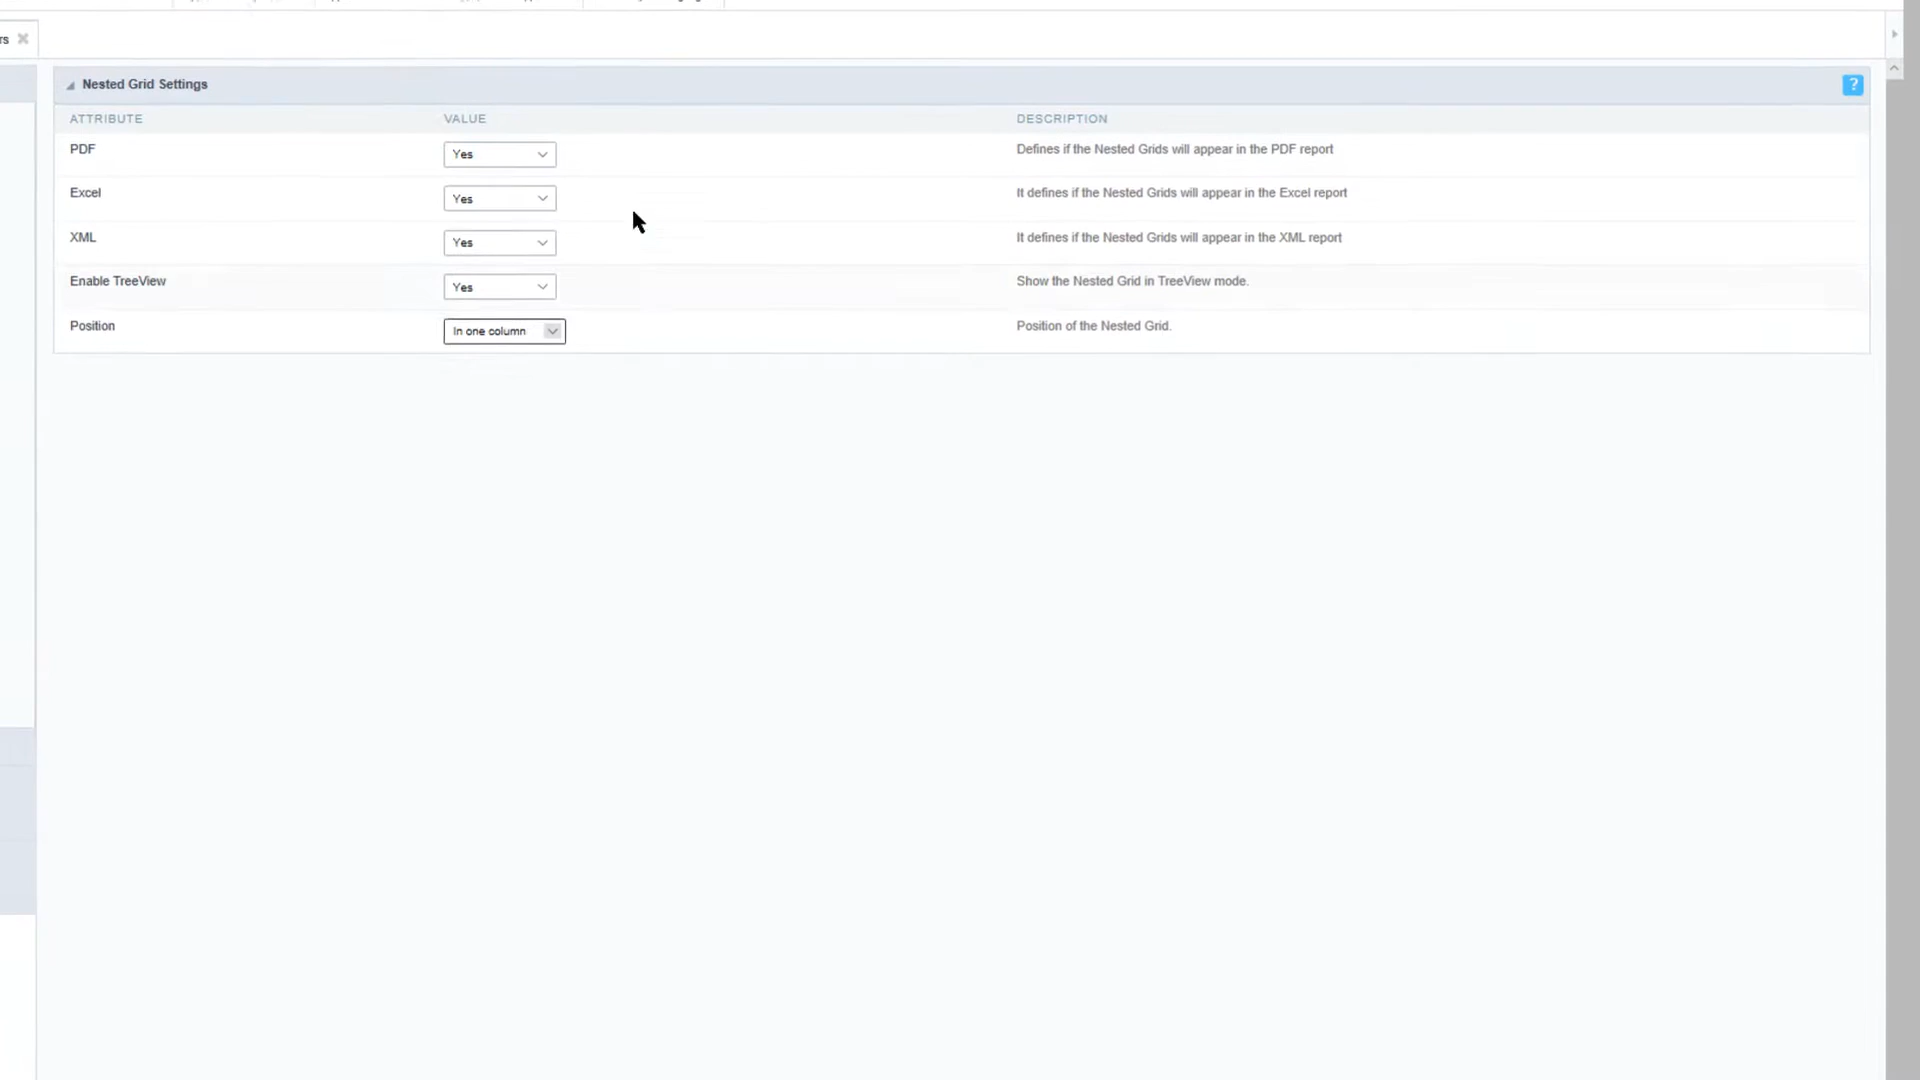 rs
Nested Grid Settings ?
ATTRIBUTE VALUE DESCRIPTION
PDF Yes Defines if the Nested Grids will appear in the PDF report
Excel Yes It defines if the Nested Grids will appear in the Excel report
XML Yes It defines if the Nested Grids will appear in the XML report
Enable TreeView Yes Show the Nested Grid in TreeView mode.
Position In one column Position of the Nested Grid.